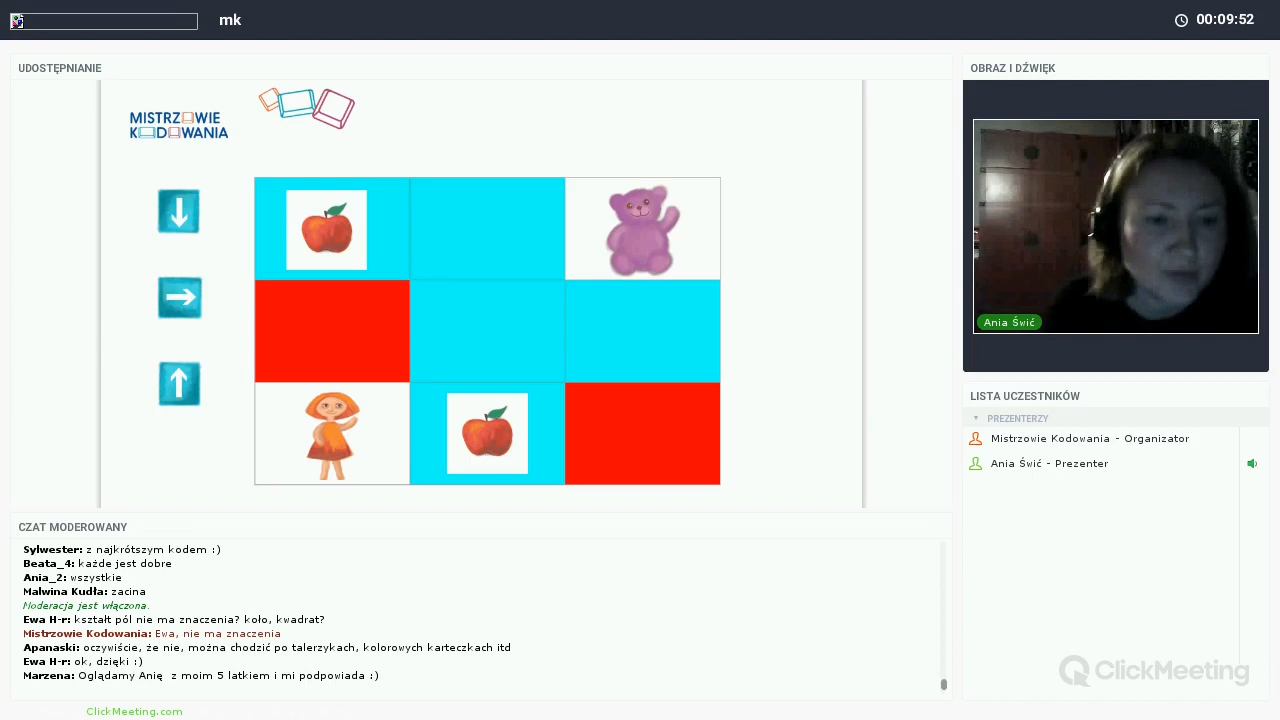 mk
00:09:52
UDOSTĘPNIANIE
MISTRZOWIE
KODOWANIA
OBRAZ I DŹWIĘK
Ania Świć
LISTA UCZESTNIKÓW
PREZENTERZY
Mistrzowie Kodowania - Organizator
Ania Świć - Prezenter
CZAT MODEROWANY
Sylwester: z najkrótszym kodem :)
Beata_4: każde jest dobre
Ania_2: wszystkie
Malwina Kudła: zacina
Moderacja jest włączona.
Ewa H-r: kształt pól nie ma znaczenia? koło, kwadrat?
Mistrzowie Kodowania: Ewa, nie ma znaczenia
Apanaski: oczywiście, że nie, można chodzić po talerzykach, kolorowych karteczkach itd
Ewa H-r: ok, dzięki :)
Marzena: Oglądamy Anię z moim 5 latkiem i mi podpowiada :)
ClickMeeting
ClickMeeting.com